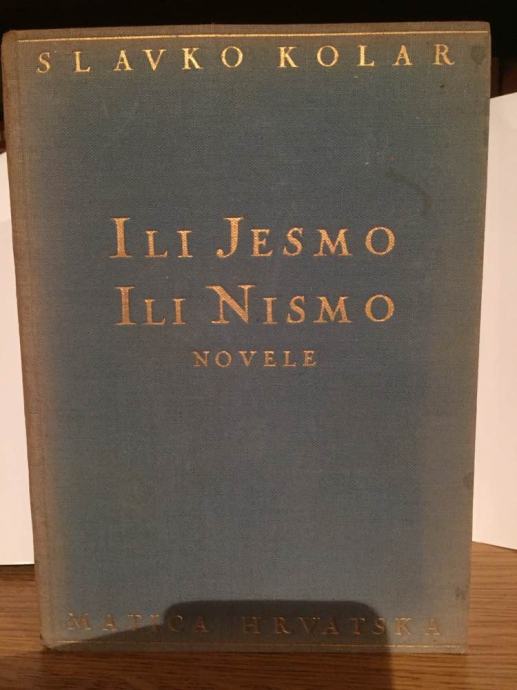 SLAVKO KOLAR
ILI JESMO
ILI NISMO
NOVELE
MATICA HRVATSKA